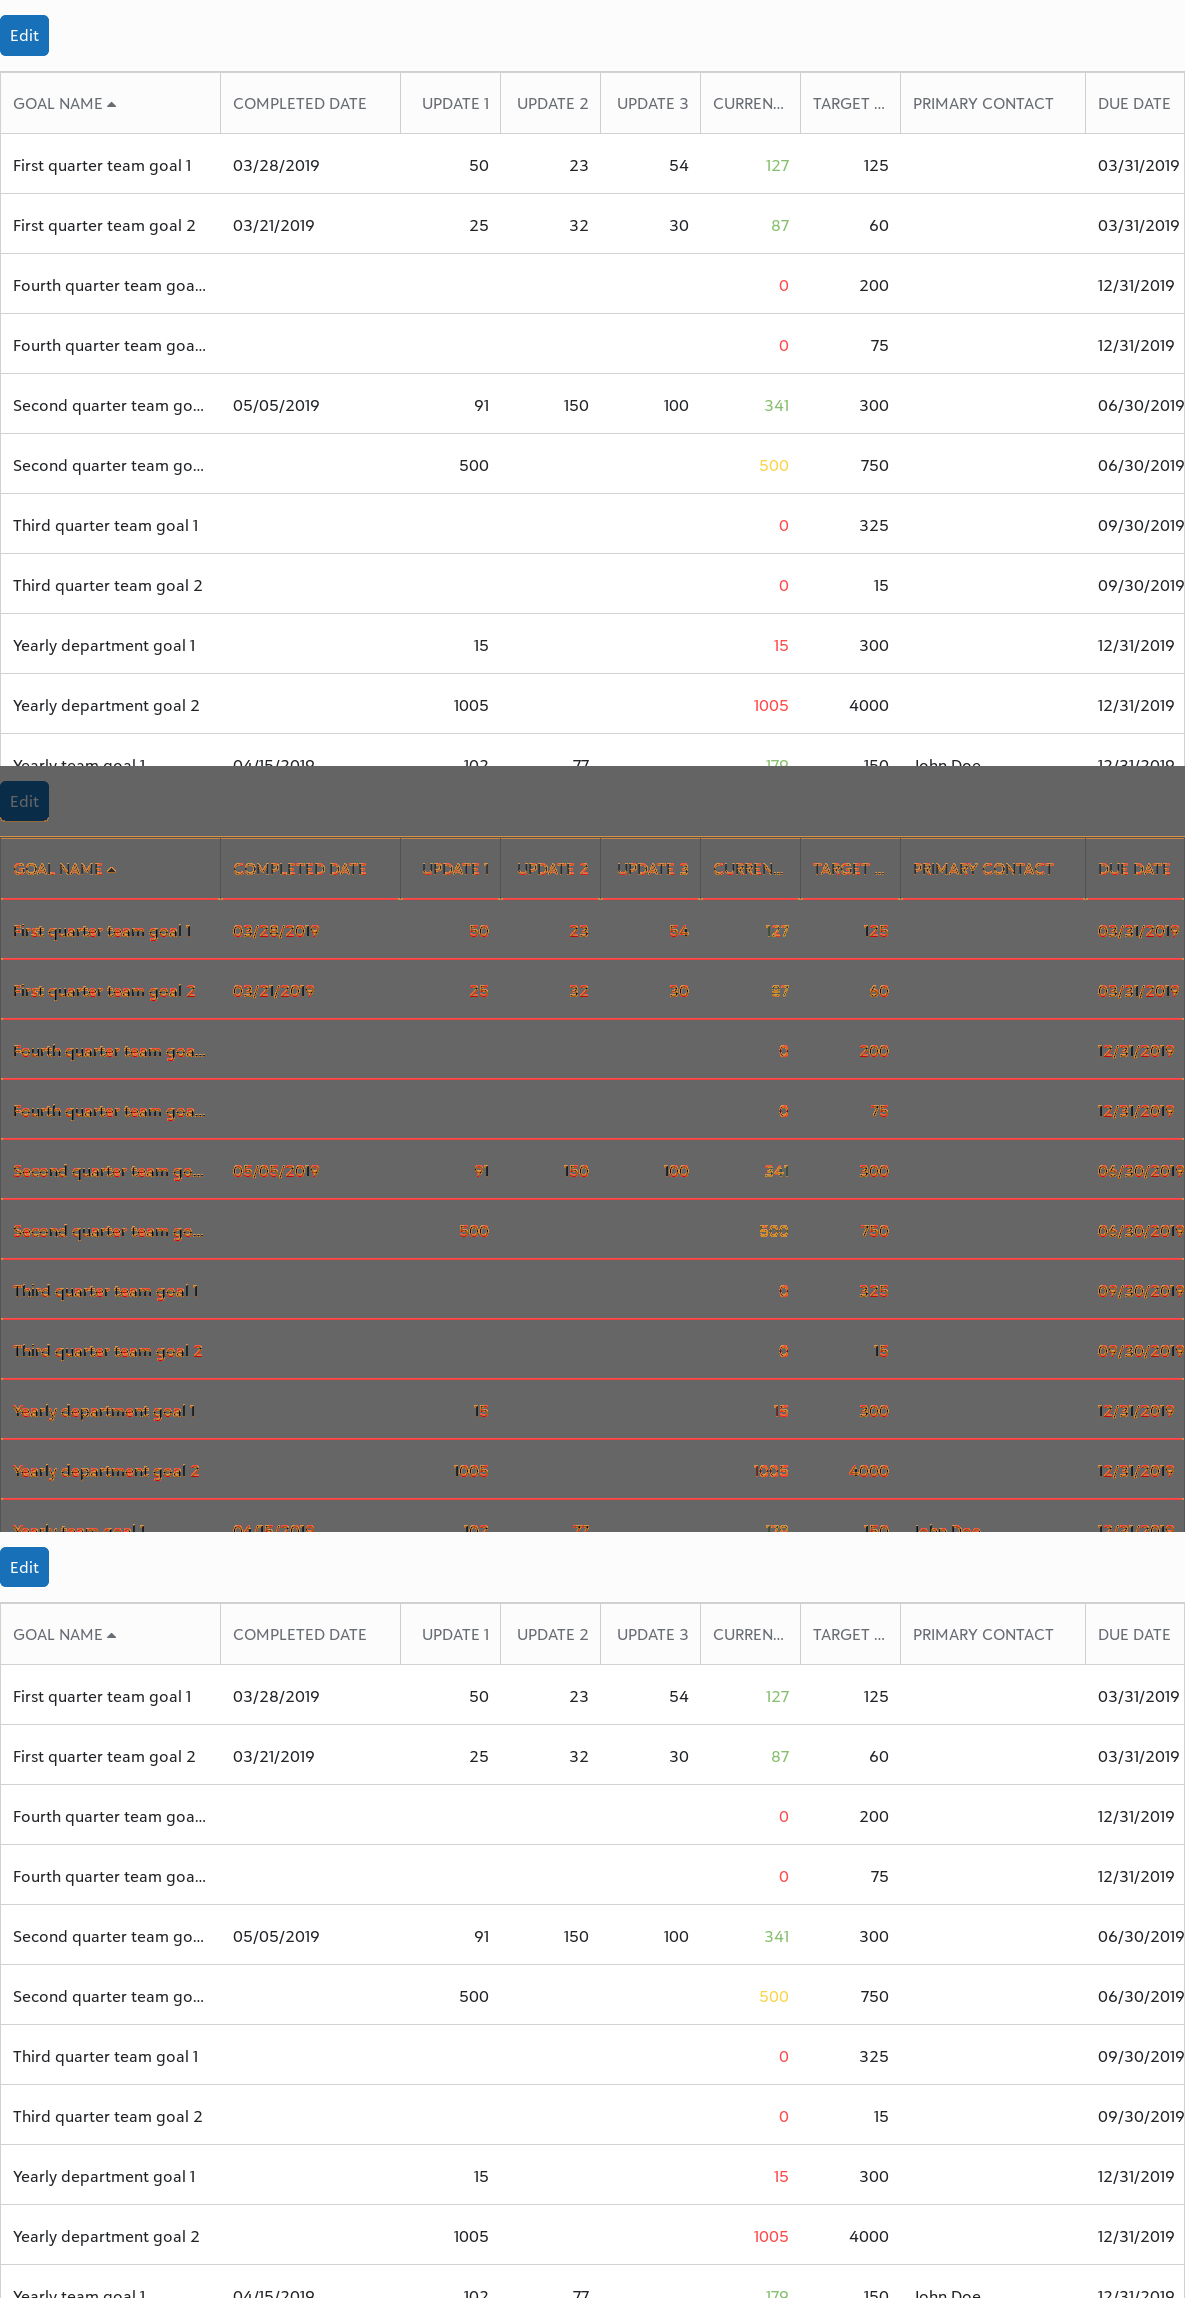 Edit
GOAL NAME COMPLETED DATE UPDATE 1 UPDATE 2 UPDATE 3 CURREN... TARGET ... PRIMARY CONTACT DUE DATE
First quarter team goal 1 03/28/2019 50 23 54 127 125 03/31/2019
First quarter team goal 2 03/21/2019 25 32 30 87 60 03/31/2019
Fourth quarter team goa... 0 200 12/31/2019
Fourth quarter team goa... 0 75 12/31/2019
Second quarter team go... 05/05/2019 91 150 100 341 300 06/30/2019
Second quarter team go... 500 500 750 06/30/2019
Third quarter team goal 1 0 325 09/30/2019
Third quarter team goal 2 0 15 09/30/2019
Yearly department goal 1 15 15 300 12/31/2019
Yearly department goal 2 1005 1005 4000 12/31/2019
Yearly team goal 1 04/15/2019 102 77 179 150 John Doe 12/31/2019
Edit
GOAL NAME COMPLETED DATE UPDATE 1 UPDATE 2 UPDATE 3 CURREN... TARGET ... PRIMARY CONTACT DUE DATE
First quarter team goal 1 03/28/2019 50 23 54 127 125 03/31/2019
First quarter team goal 2 03/21/2019 25 32 30 87 60 03/31/2019
Fourth quarter team goa... 0 200 12/31/2019
Fourth quarter team goa... 0 75 12/31/2019
Second quarter team go... 05/05/2019 91 150 100 341 300 06/30/2019
Second quarter team go... 500 500 750 06/30/2019
Third quarter team goal 1 0 325 09/30/2019
Third quarter team goal 2 0 15 09/30/2019
Yearly department goal 1 15 15 300 12/31/2019
Yearly department goal 2 1005 1005 4000 12/31/2019
Yearly team goal 1 04/15/2019 102 77 179 150 John Doe 12/31/2019
Edit
GOAL NAME COMPLETED DATE UPDATE 1 UPDATE 2 UPDATE 3 CURREN... TARGET ... PRIMARY CONTACT DUE DATE
First quarter team goal 1 03/28/2019 50 23 54 127 125 03/31/2019
First quarter team goal 2 03/21/2019 25 32 30 87 60 03/31/2019
Fourth quarter team goa... 0 200 12/31/2019
Fourth quarter team goa... 0 75 12/31/2019
Second quarter team go... 05/05/2019 91 150 100 341 300 06/30/2019
Second quarter team go... 500 500 750 06/30/2019
Third quarter team goal 1 0 325 09/30/2019
Third quarter team goal 2 0 15 09/30/2019
Yearly department goal 1 15 15 300 12/31/2019
Yearly department goal 2 1005 1005 4000 12/31/2019
Yearly team goal 1 04/15/2019 102 77 179 150 John Doe 12/31/2019